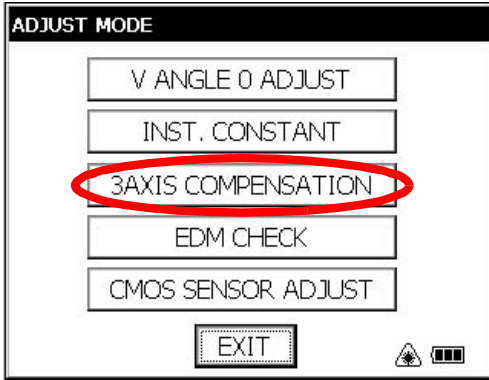 ADJUST MODE
V ANGLE 0 ADJUST
INST. CONSTANT
3AXIS COMPENSATION
EDM CHECK
CMOS SENSOR ADJUST
EXIT